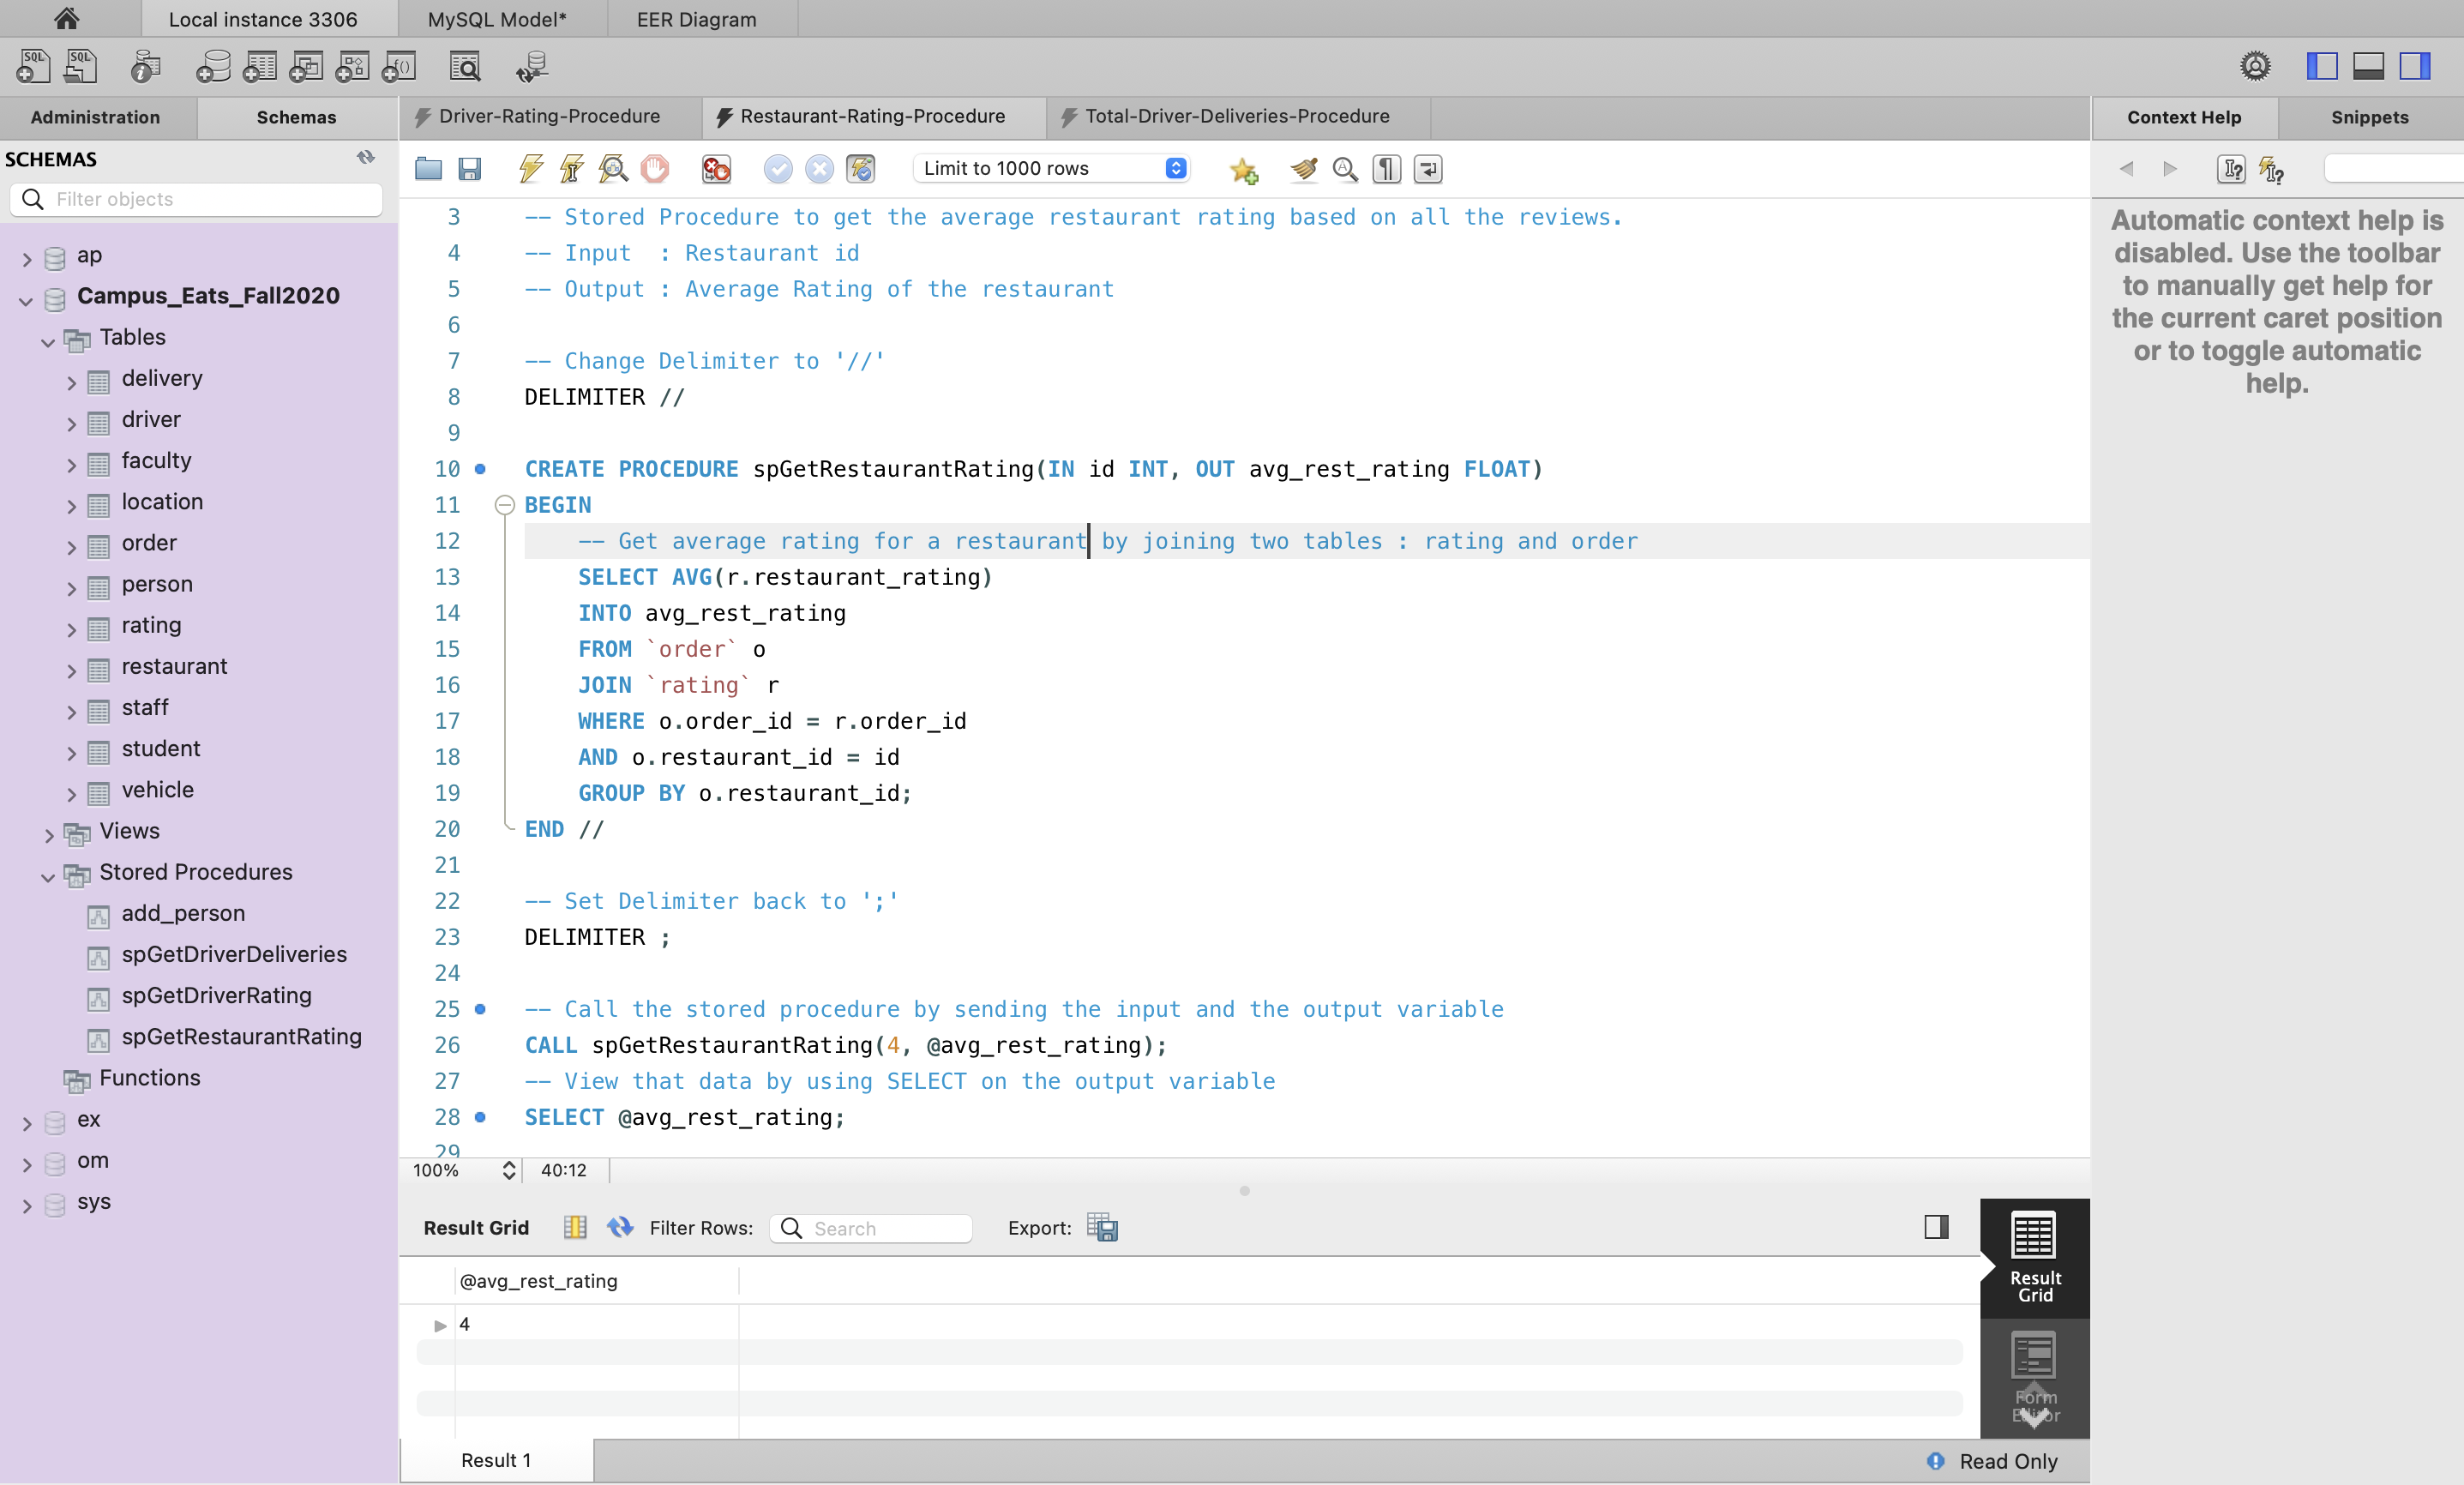 Local instance 3306
MySQL Model*
EER Diagram
SQL
SQL
Administration
Schemas
Driver-Rating-Procedure
Restaurant-Rating-Procedure
Total-Driver-Deliveries-Procedure
Context Help
Snippets
SCHEMAS
Filter objects
ap
Campus_Eats_Fall2020
Tables
delivery
driver
faculty
location
order
person
rating
restaurant
staff
student
vehicle
Views
Stored Procedures
add_person
spGetDriverDeliveries
spGetDriverRating
spGetRestaurantRating
Functions
ex
om
sys
Limit to 1000 rows
3 -- Stored Procedure to get the average restaurant rating based on all the reviews.
4 -- Input  : Restaurant id
5 -- Output : Average Rating of the restaurant
6
7 -- Change Delimiter to '//'
8 DELIMITER //
9
10 CREATE PROCEDURE spGetRestaurantRating(IN id INT, OUT avg_rest_rating FLOAT)
11 BEGIN
12     -- Get average rating for a restaurant by joining two tables : rating and order
13     SELECT AVG(r.restaurant_rating)
14     INTO avg_rest_rating
15     FROM `order` o
16     JOIN `rating` r
17     WHERE o.order_id = r.order_id
18     AND o.restaurant_id = id
19     GROUP BY o.restaurant_id;
20 END //
21
22 -- Set Delimiter back to ';'
23 DELIMITER ;
24
25 -- Call the stored procedure by sending the input and the output variable
26 CALL spGetRestaurantRating(4, @avg_rest_rating);
27 -- View that data by using SELECT on the output variable
28 SELECT @avg_rest_rating;
29
100%
40:12
Automatic context help is
disabled. Use the toolbar
to manually get help for
the current caret position
or to toggle automatic
help.
Result Grid
Filter Rows:
Search
Export:
@avg_rest_rating
4
Result
Grid
Form
Editor
Result 1
Read Only